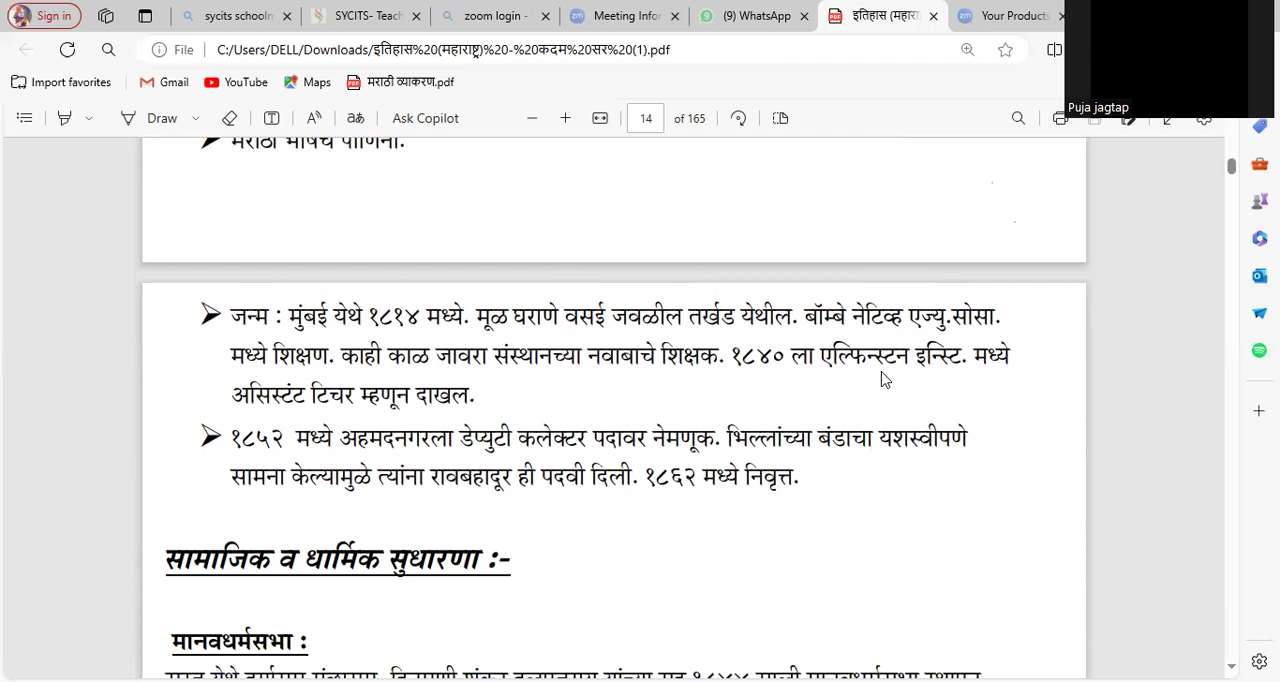 sycits schoolm
SYCITS- Teach
zoom login -
Meeting Infor
(9) WhatsApp
इतिहास (महारा
Your Products
Sign in
File
C:/Users/DELL/Downloads/इतिहास%20(महाराष्ट्र)%20-%20कदम%20सर%20(1).pdf
Import favorites
Gmail
YouTube
Maps
मराठी व्याकरण.pdf
Puja jagtap
Draw
Ask Copilot
14
of 165
मराठी भाषेचे पाणिनी.
जन्म : मुंबई येथे १८१४ मध्ये. मूळ घराणे वसई जवळील तर्खड येथील. बॉम्बे नेटिव्ह एज्यु.सोसा.
मध्ये शिक्षण. काही काळ जावरा संस्थानच्या नवाबाचे शिक्षक. १८४० ला एल्फिन्स्टन इन्स्टि. मध्ये
असिस्टंट टिचर म्हणून दाखल.
१८५२ मध्ये अहमदनगरला डेप्युटी कलेक्टर पदावर नेमणूक. भिल्लांच्या बंडाचा यशस्वीपणे
सामना केल्यामुळे त्यांना रावबहादूर ही पदवी दिली. १८६२ मध्ये निवृत्त.
सामाजिक व धार्मिक सुधारणा :-
मानवधर्मसभा :